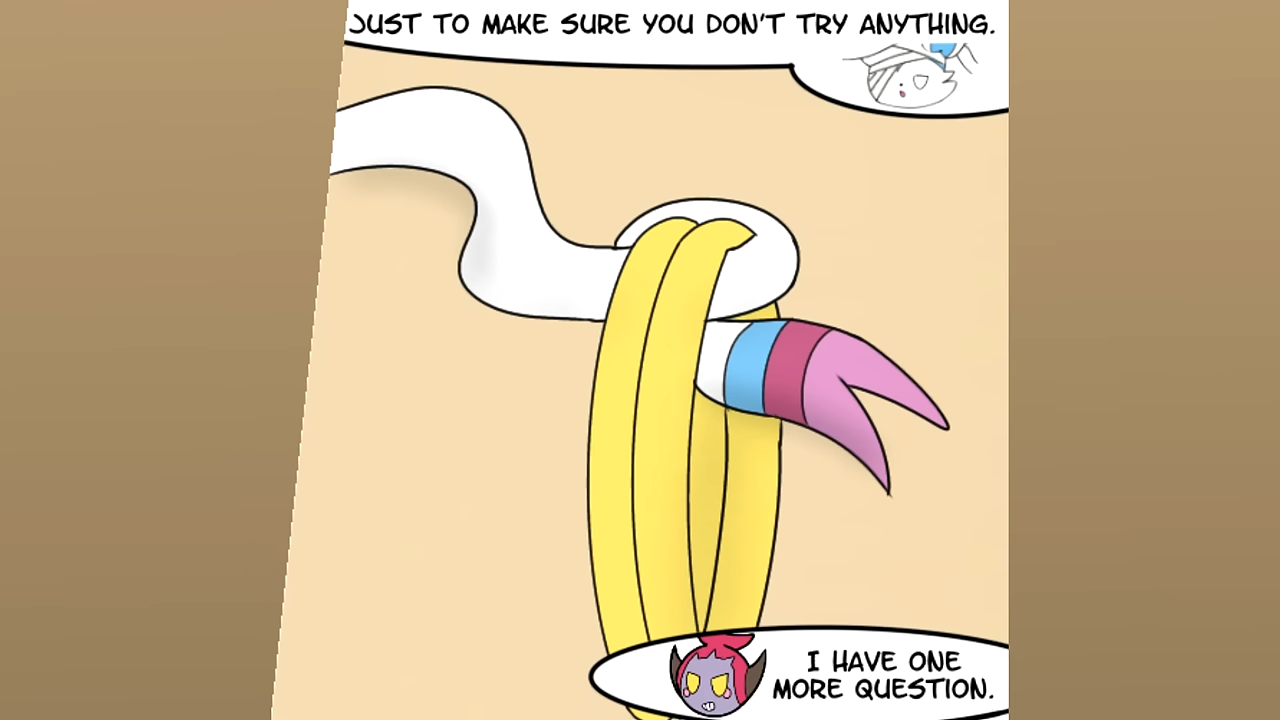 JUST TO MAKE SURE YOU DON'T TRY ANYTHING.
I HAVE ONE
MORE QUESTION.